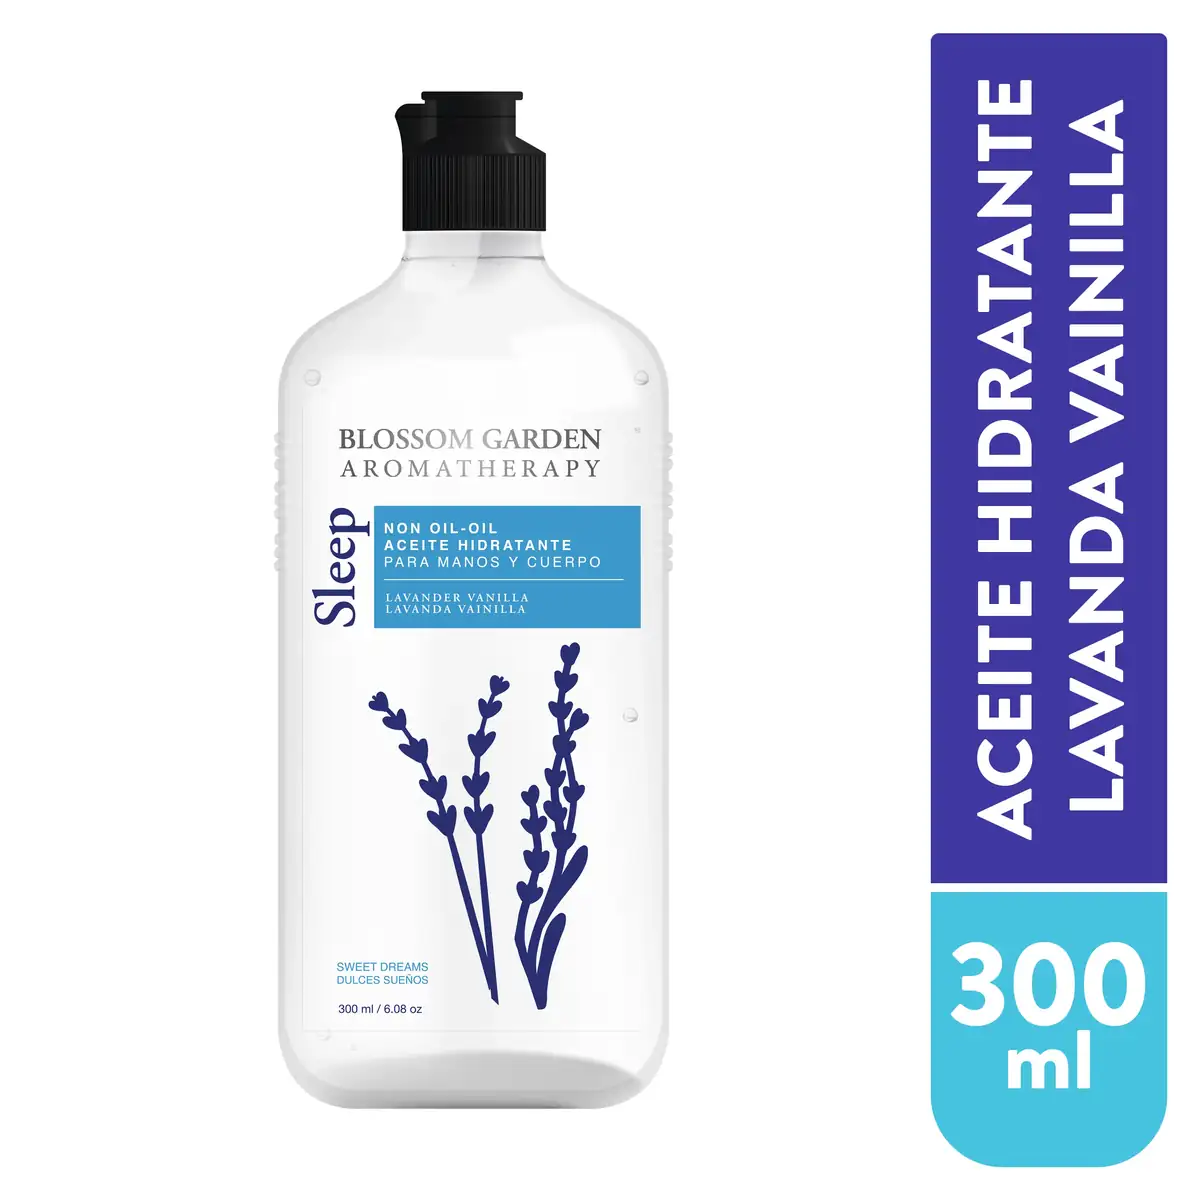 BLOSSOM GARDEN
AROMATHERAPY
Sleep
NON OIL-OIL
ACEITE HIDRATANTE
PARA MANOS Y CUERPO
LAVANDER VANILLA
LAVANDA VAINILLA
SWEET DREAMS
DULCES SUEÑOS
300 ml / 6.08 oz
ACEITE HIDRATANTE
LAVANDA VAINILLA
300
ml